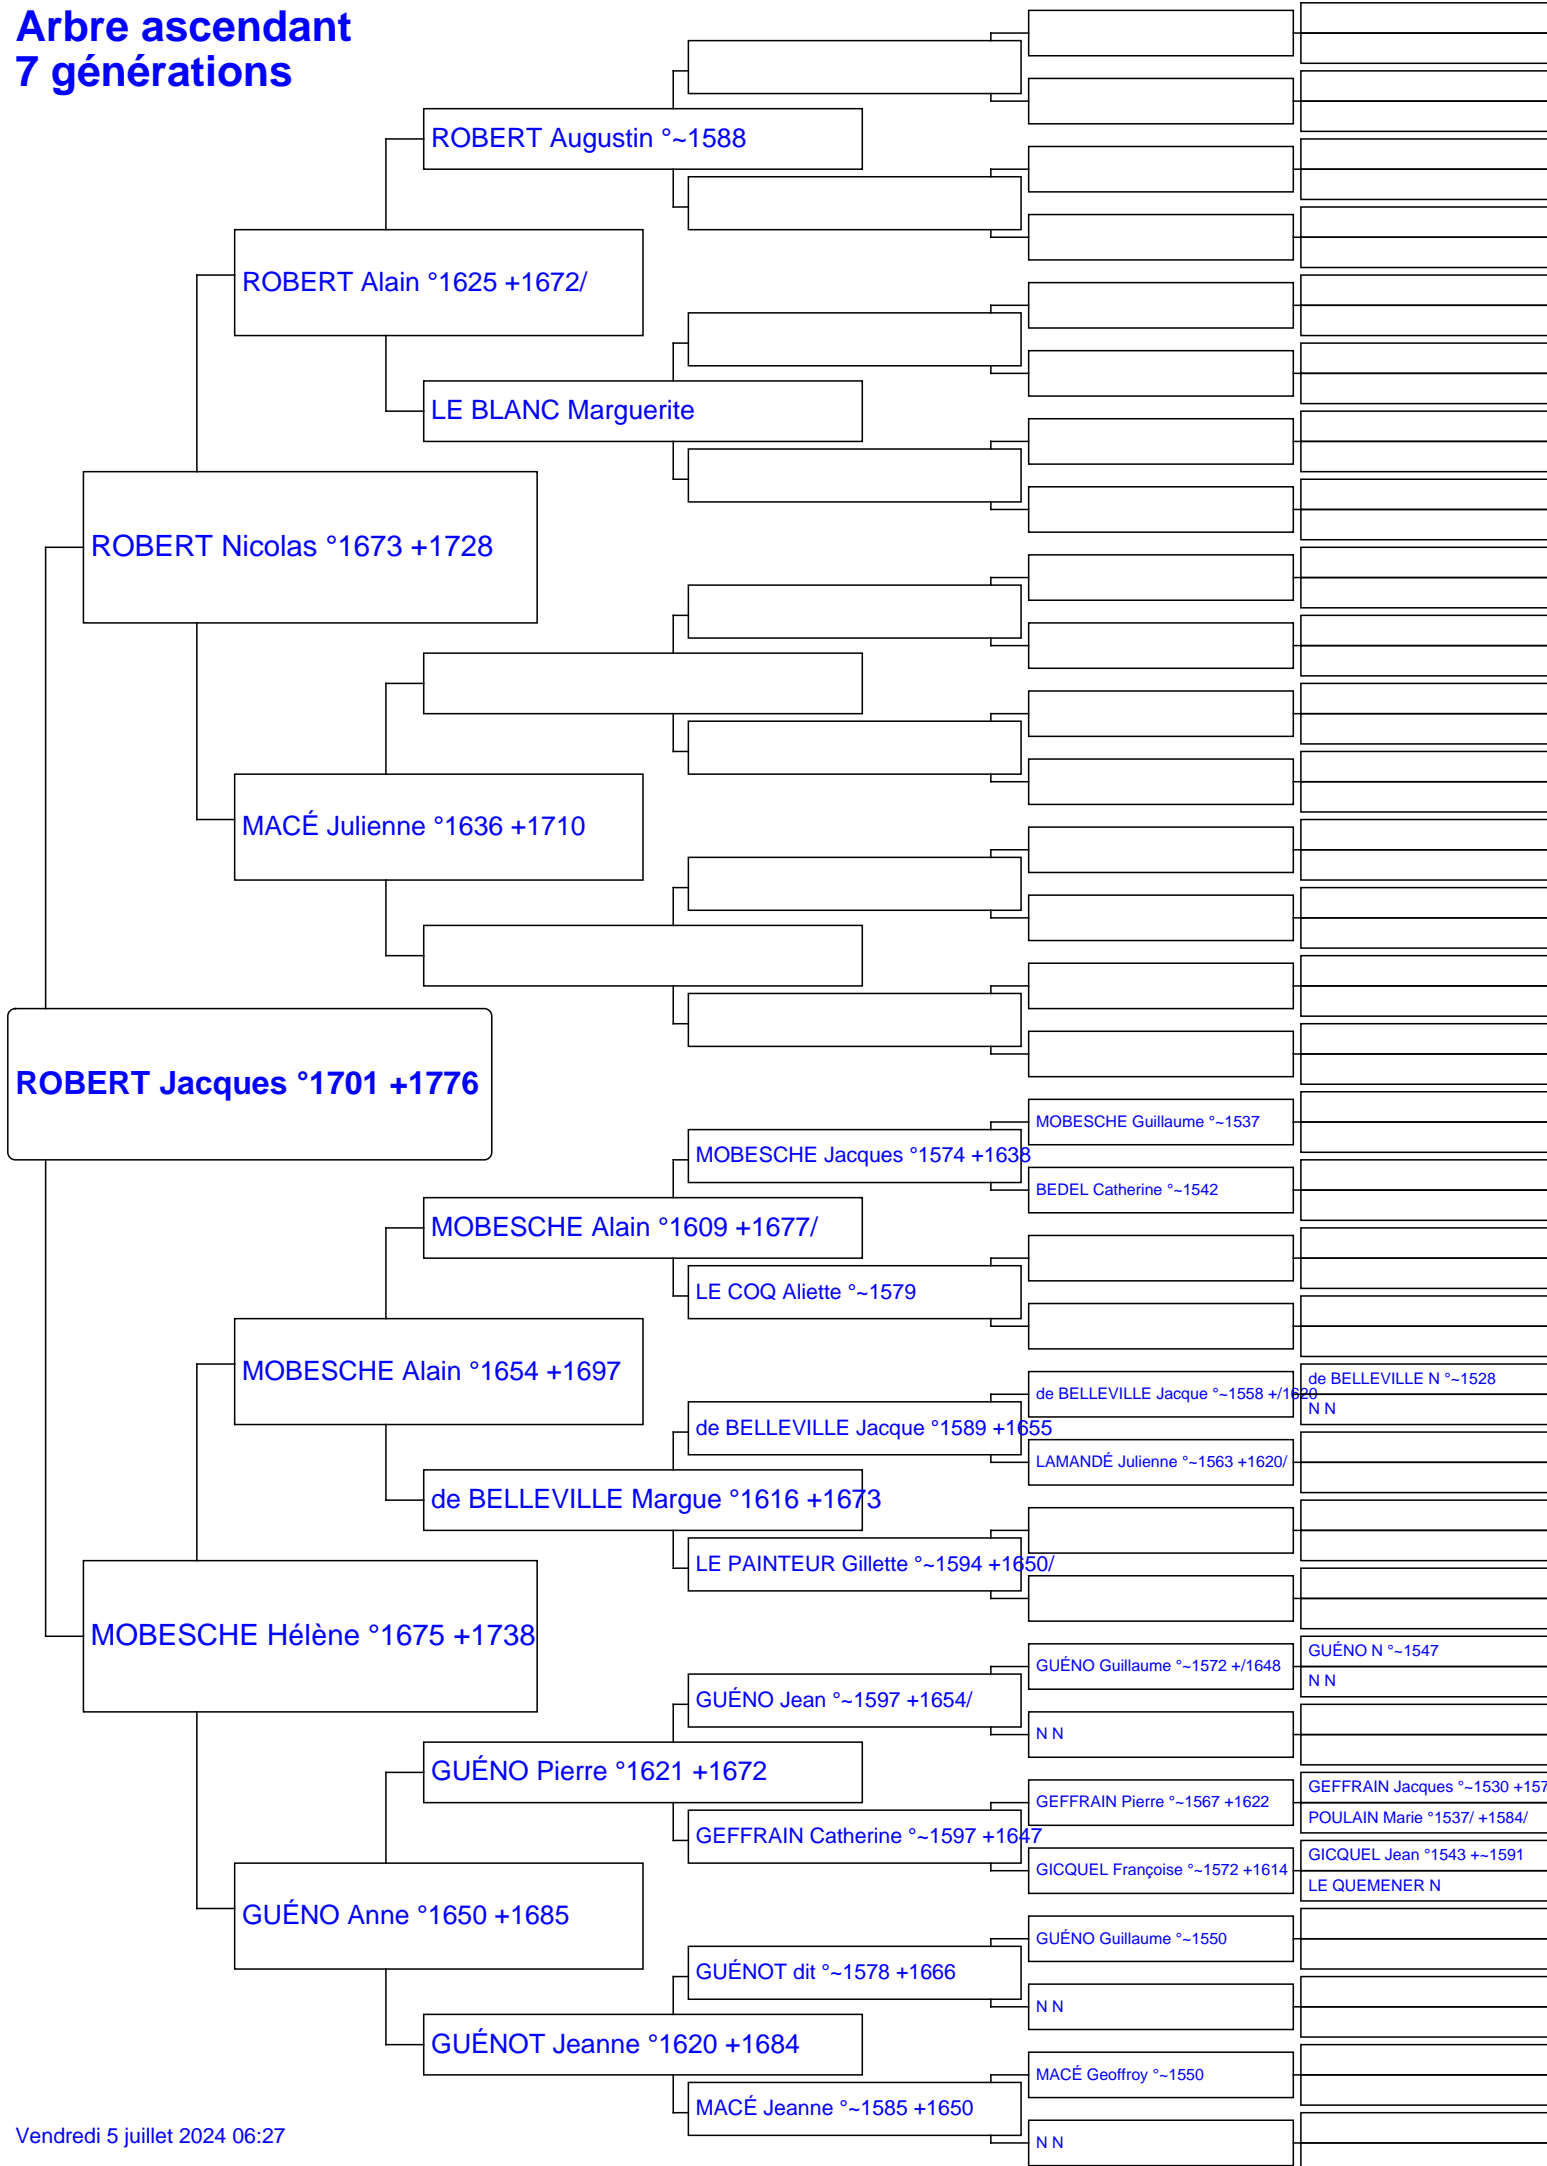 Arbre ascendant
7 générations
ROBERT Augustin °~1588
ROBERT Alain °1625 +1672/
LE BLANC Marguerite
ROBERT Nicolas °1673 +1728
MACÉ Julienne °1636 +1710
ROBERT Jacques °1701 +1776
MOBESCHE Guillaume °~1537
MOBESCHE Jacques °1574 +1638
BEDEL Catherine °~1542
MOBESCHE Alain °1609 +1677/
LE COQ Aliette °~1579
MOBESCHE Alain °1654 +1697
de BELLEVILLE N °~1528
de BELLEVILLE Jacque °~1558 +/1620
N N
de BELLEVILLE Jacque °1589 +1655
LAMANDÉ Julienne °~1563 +1620/
de BELLEVILLE Margue °1616 +1673
LE PAINTEUR Gillette °~1594 +1650/
MOBESCHE Hélène °1675 +1738
GUÉNO N °~1547
GUÉNO Guillaume °~1572 +/1648
N N
GUÉNO Jean °~1597 +1654/
N N
GUÉNO Pierre °1621 +1672
GEFFRAIN Jacques °~1530 +157
GEFFRAIN Pierre °~1567 +1622
POULAIN Marie °1537/ +1584/
GEFFRAIN Catherine °~1597 +1647
GICQUEL Jean °1543 +~1591
GICQUEL Françoise °~1572 +1614
LE QUEMENER N
GUÉNO Anne °1650 +1685
GUÉNO Guillaume °~1550
GUÉNOT dit °~1578 +1666
N N
GUÉNOT Jeanne °1620 +1684
MACÉ Geoffroy °~1550
MACÉ Jeanne °~1585 +1650
N N
Vendredi 5 juillet 2024 06:27